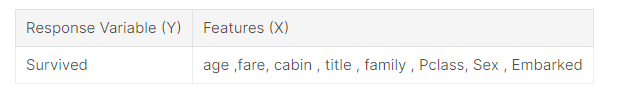 Response Variable (Y) Features (X)
Survived age ,fare, cabin , title , family , Pclass, Sex , Embarked